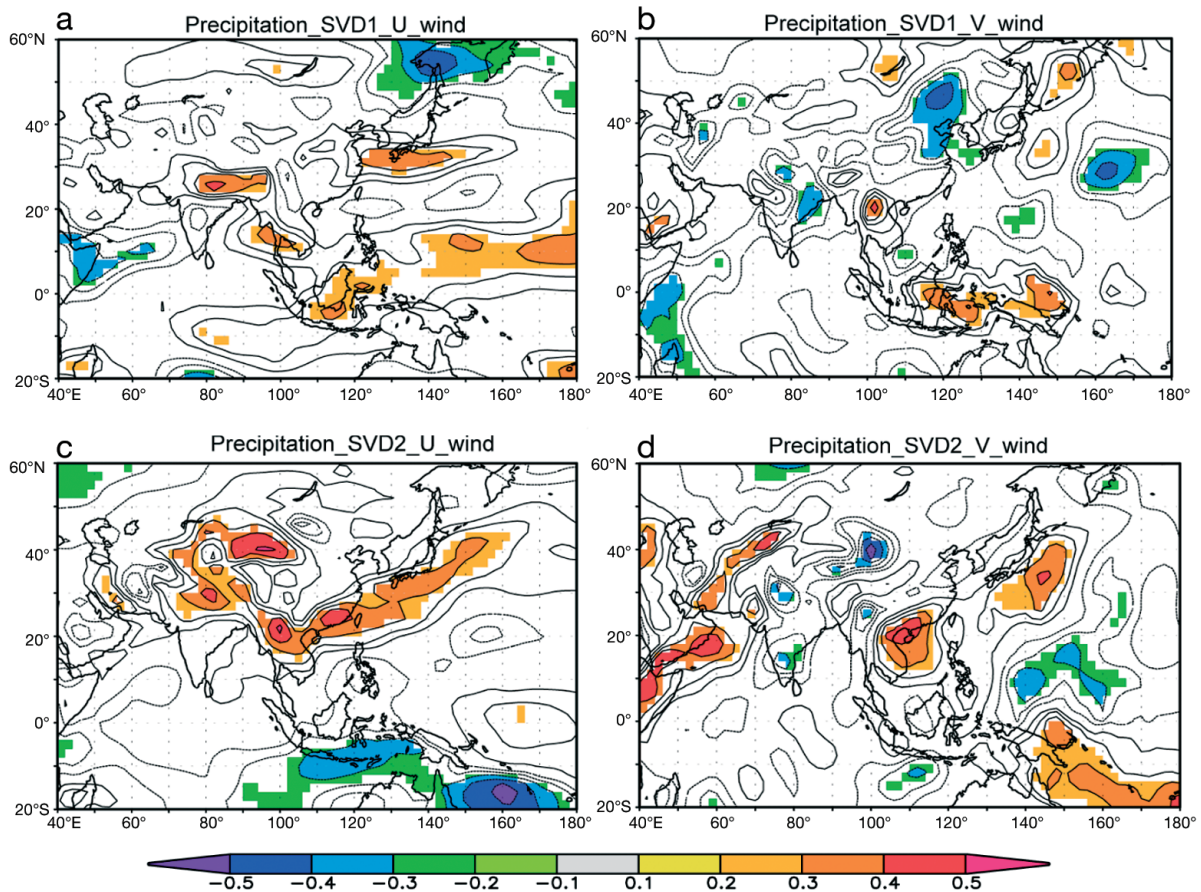 a Precipitation_SVD1_U_wind
b Precipitation_SVD1_V_wind
60°N
40°
20°
0°
20°S
40°E 60° 80° 100° 120° 140° 160° 180°
60°N
40°
20°
0°
20°S
40°E 60° 80° 100° 120° 140° 160° 180°
c Precipitation_SVD2_U_wind
d Precipitation_SVD2_V_wind
60°N
40°
20°
0°
20°S
40°E 60° 80° 100° 120° 140° 160° 180°
60°N
40°
20°
0°
20°S
40°E 60° 80° 100° 120° 140° 160° 180°
−0.5 −0.4 −0.3 −0.2 −0.1 0.1 0.2 0.3 0.4 0.5